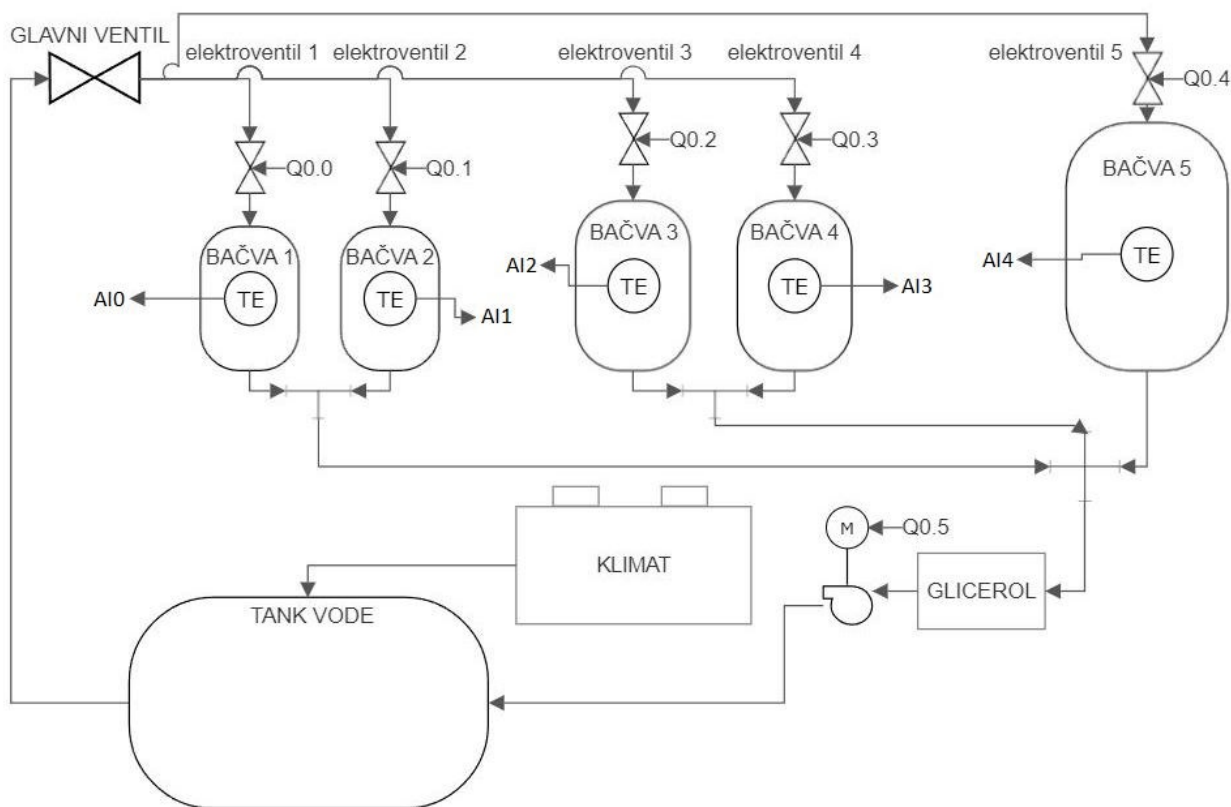 GLAVNI VENTIL
elektroventil 1
elektroventil 2
elektroventil 3
elektroventil 4
elektroventil 5
Q0.0
Q0.1
Q0.2
Q0.3
Q0.4
BAČVA 1
BAČVA 2
BAČVA 3
BAČVA 4
BAČVA 5
TE
TE
TE
TE
TE
AI0
AI1
AI2
AI3
AI4
KLIMAT
M
Q0.5
GLICEROL
TANK VODE